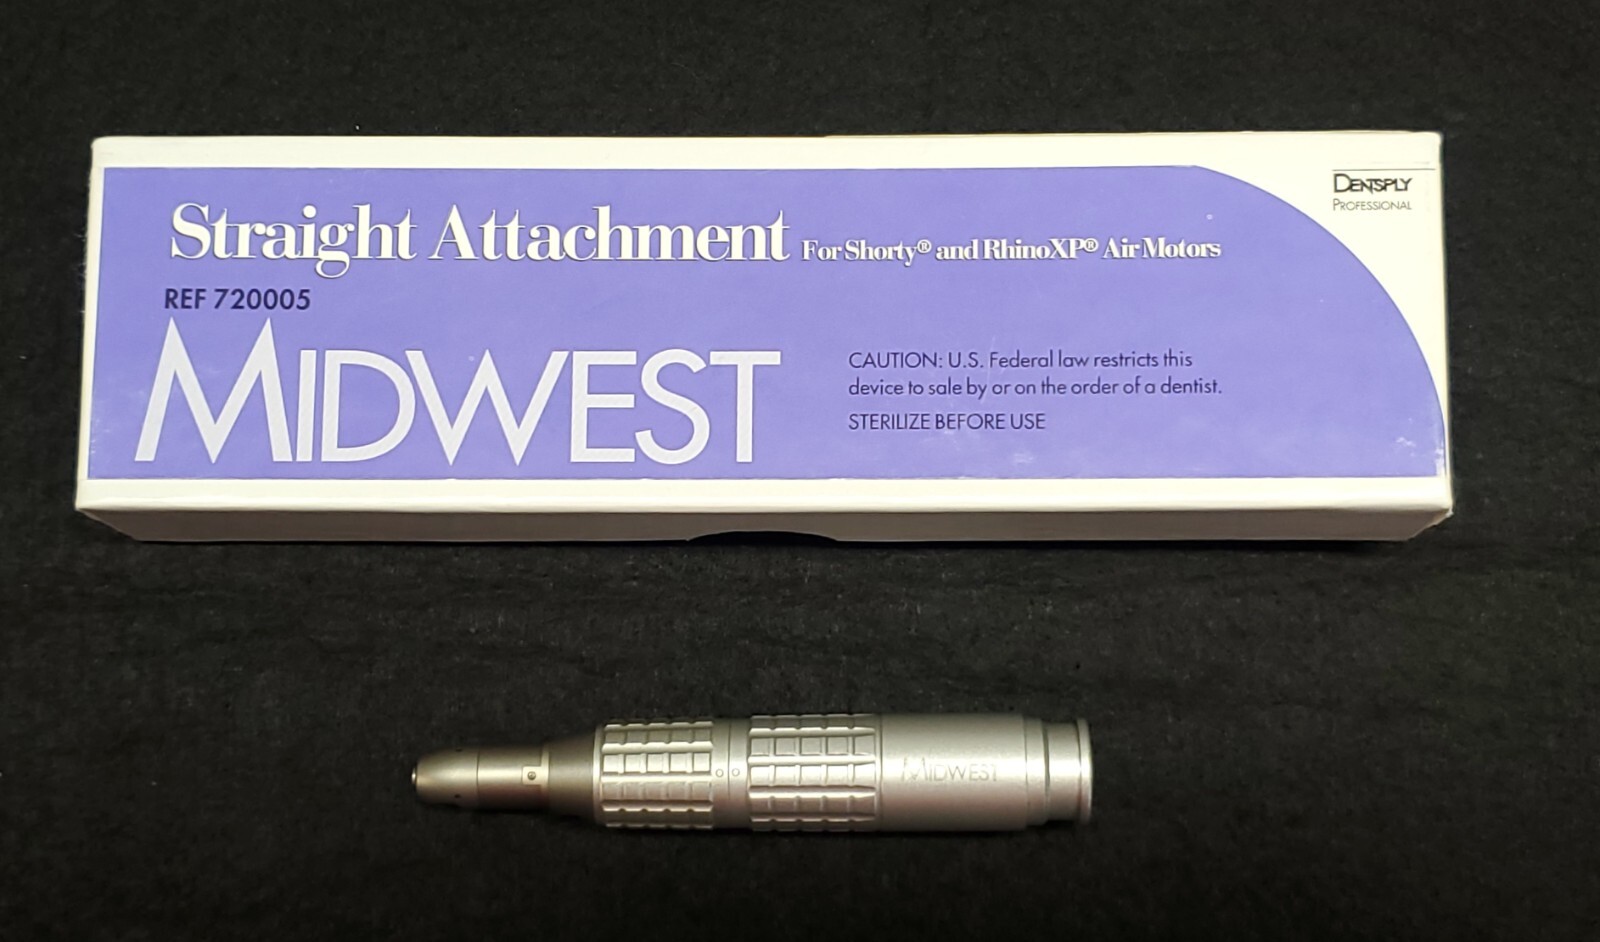 Straight Attachment For Shorty® and RhinoXP® Air Motors
REF 720005
MIDWEST
CAUTION: U.S. Federal law restricts this
device to sale by or on the order of a dentist.
STERILIZE BEFORE USE
DENTSPLY
PROFESSIONAL
MIDWEST